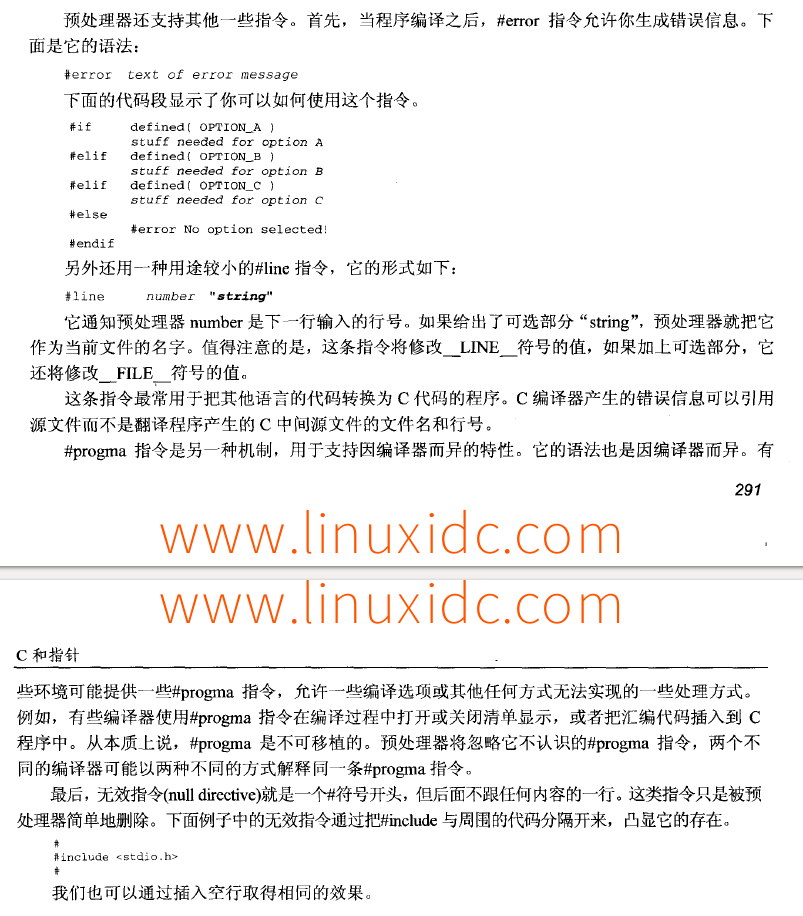 预处理器还支持其他一些指令。首先，当程序编译之后，#error 指令允许你生成错误信息。下
面是它的语法：
#error text of error message
下面的代码段显示了你可以如何使用这个指令。
#if defined( OPTION_A )
stuff needed for option A
#elif defined( OPTION_B )
stuff needed for option B
#elif defined( OPTION_C )
stuff needed for option C
#else
#error No option selected!
#endif
另外还用一种用途较小的#line 指令，它的形式如下：
#line number "string"
它通知预处理器 number 是下一行输入的行号。如果给出了可选部分“string”，预处理器就把它
作为当前文件的名字。值得注意的是，这条指令将修改__LINE__符号的值，如果加上可选部分，它
还将修改__FILE__符号的值。
这条指令最常用于把其他语言的代码转换为 C 代码的程序。C 编译器产生的错误信息可以引用
源文件而不是翻译程序产生的 C 中间源文件的文件名和行号。
#progma 指令是另一种机制，用于支持因编译器而异的特性。它的语法也是因编译器而异。有
291
www.linuxidc.com
www.linuxidc.com
C 和指针
些环境可能提供一些#progma 指令，允许一些编译选项或其他任何方式无法实现的一些处理方式。
例如，有些编译器使用#progma 指令在编译过程中打开或关闭清单显示，或者把汇编代码插入到 C
程序中。从本质上说，#progma 是不可移植的。预处理器将忽略它不认识的#progma 指令，两个不
同的编译器可能以两种不同的方式解释同一条#progma 指令。
最后，无效指令(null directive)就是一个#符号开头，但后面不跟任何内容的一行。这类指令只是被预
处理器简单地删除。下面例子中的无效指令通过把#include 与周围的代码分隔开来，凸显它的存在。
#
#include <stdio.h>
#
我们也可以通过插入空行取得相同的效果。